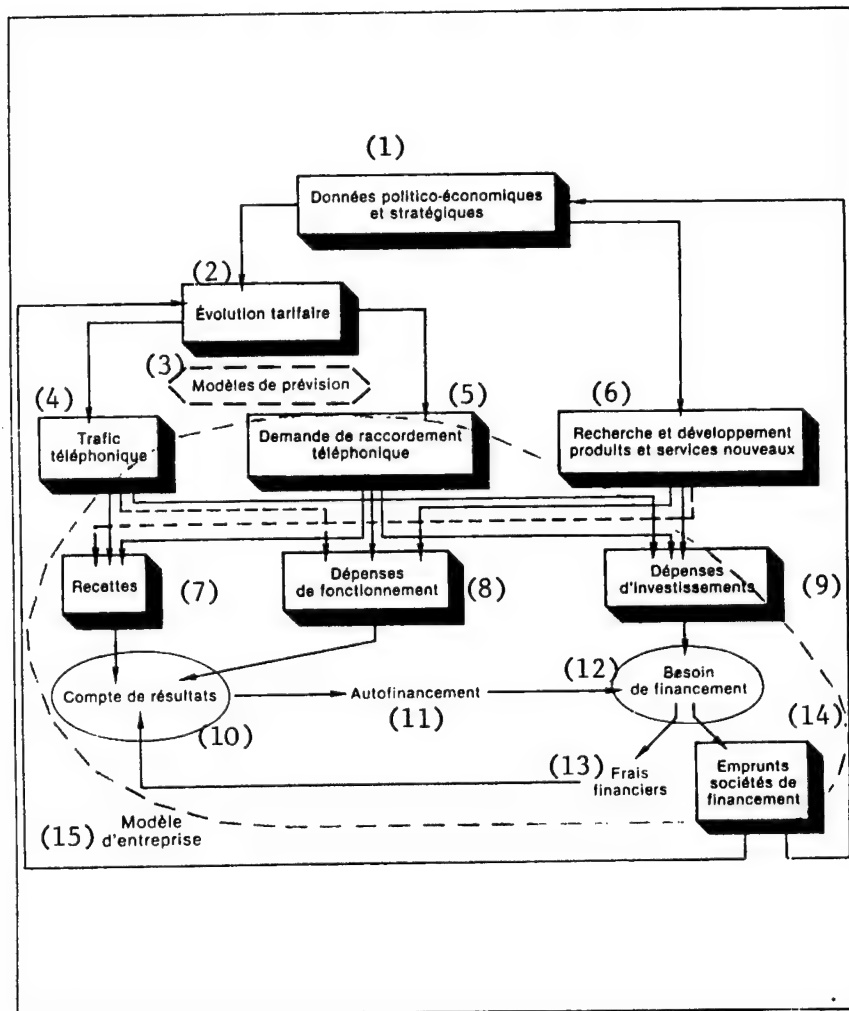 (1)
Données politico-économiques
et stratégiques
(2)
Évolution tarifaire
(3)
Modèles de prévision
(4)
Trafic
téléphonique
(5)
Demande de raccordement
téléphonique
(6)
Recherche et développement
produits et services nouveaux
Recettes
(7)
Dépenses
de fonctionnement
(8)
Dépenses
d'investissements
(9)
Compte de résultats
(10)
Autofinancement
(11)
(12)
Besoin
de financement
(13)
Frais
financiers
(14)
Emprunts
sociétés de
financement
(15)
Modèle
d'entreprise